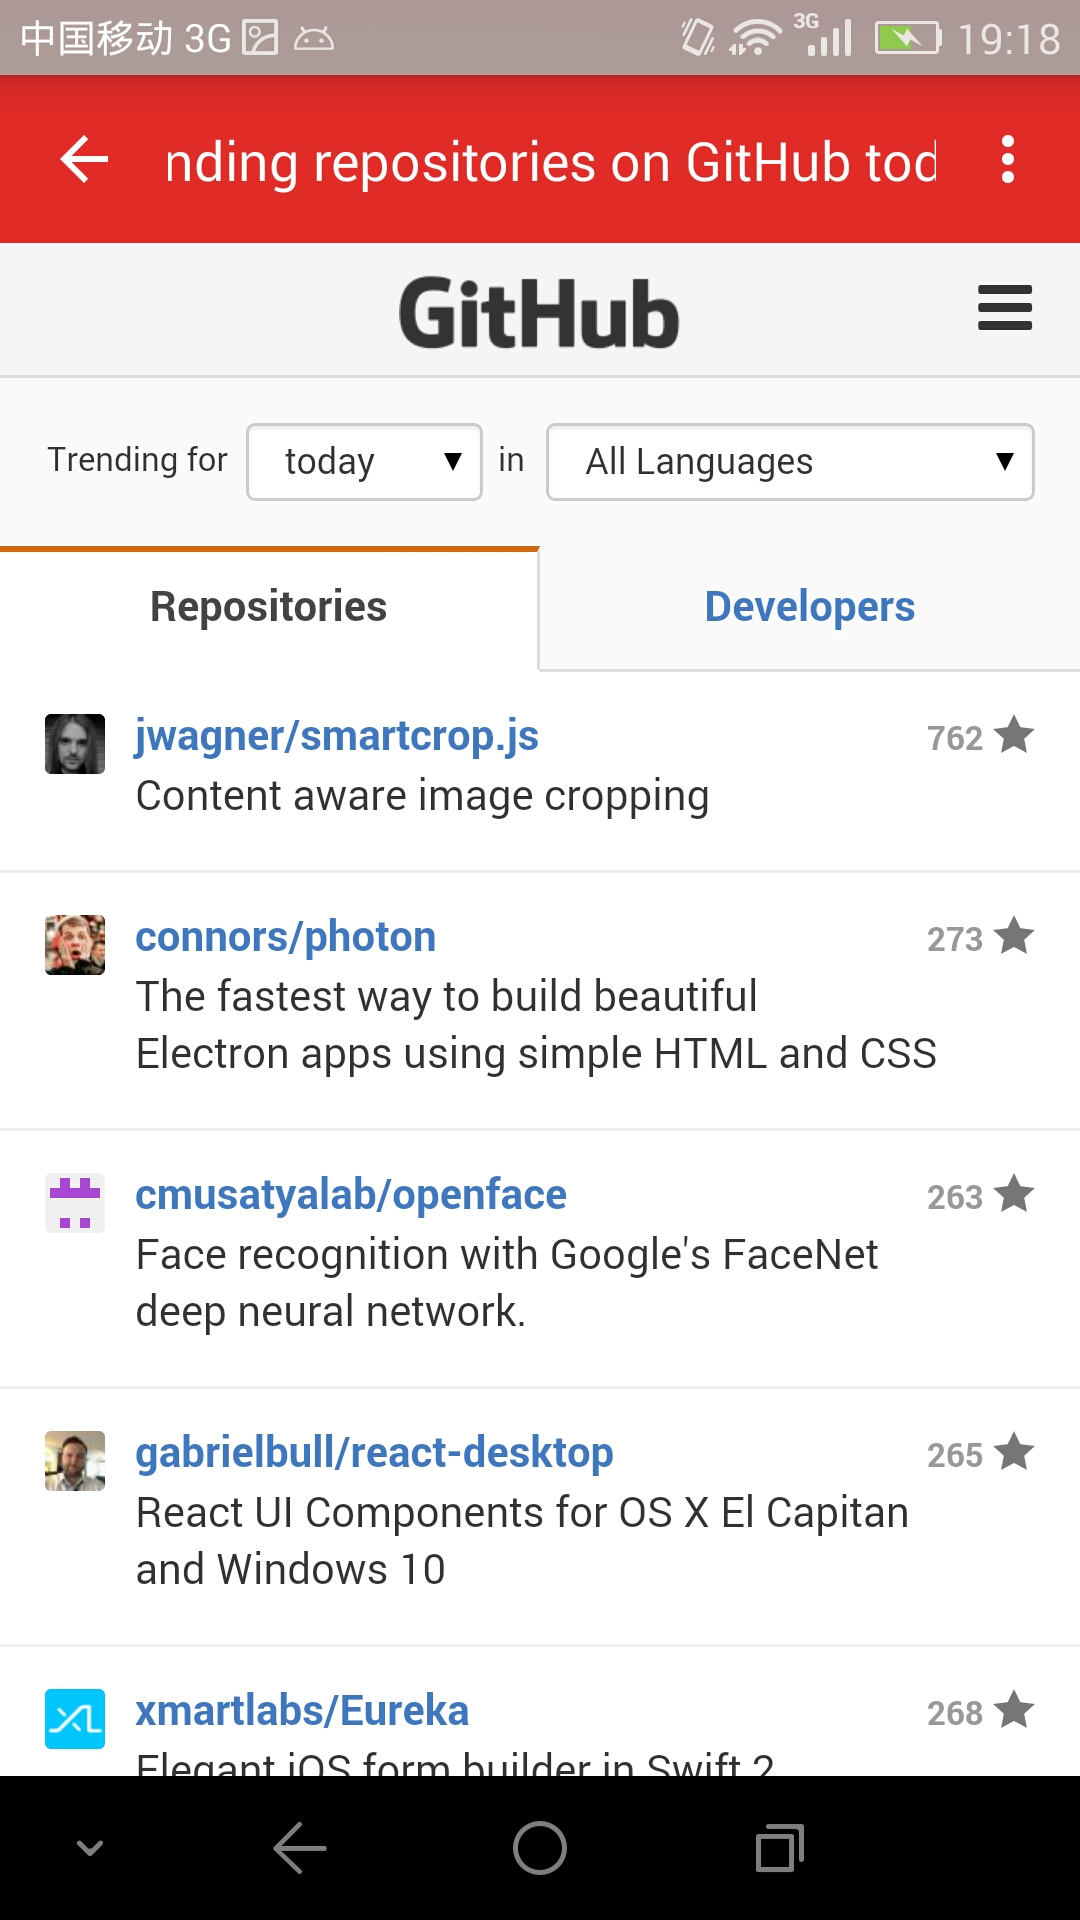 中国移动 3G 3G 19:18
nding repositories on GitHub tod
GitHub
Trending for today in All Languages
Repositories Developers
jwagner/smartcrop.js 762
Content aware image cropping
connors/photon 273
The fastest way to build beautiful
Electron apps using simple HTML and CSS
cmusatyalab/openface 263
Face recognition with Google's FaceNet
deep neural network.
gabrielbull/react-desktop 265
React UI Components for OS X El Capitan
and Windows 10
XL
xmartlabs/Eureka 268
Elegant iOS form builder in Swift 2